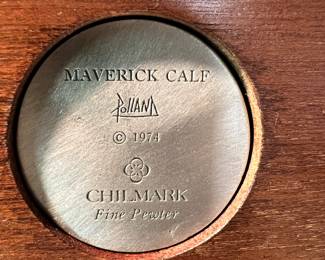 MAVERICK CALF
Polland
© 1974
CHILMARK
Fine Pewter